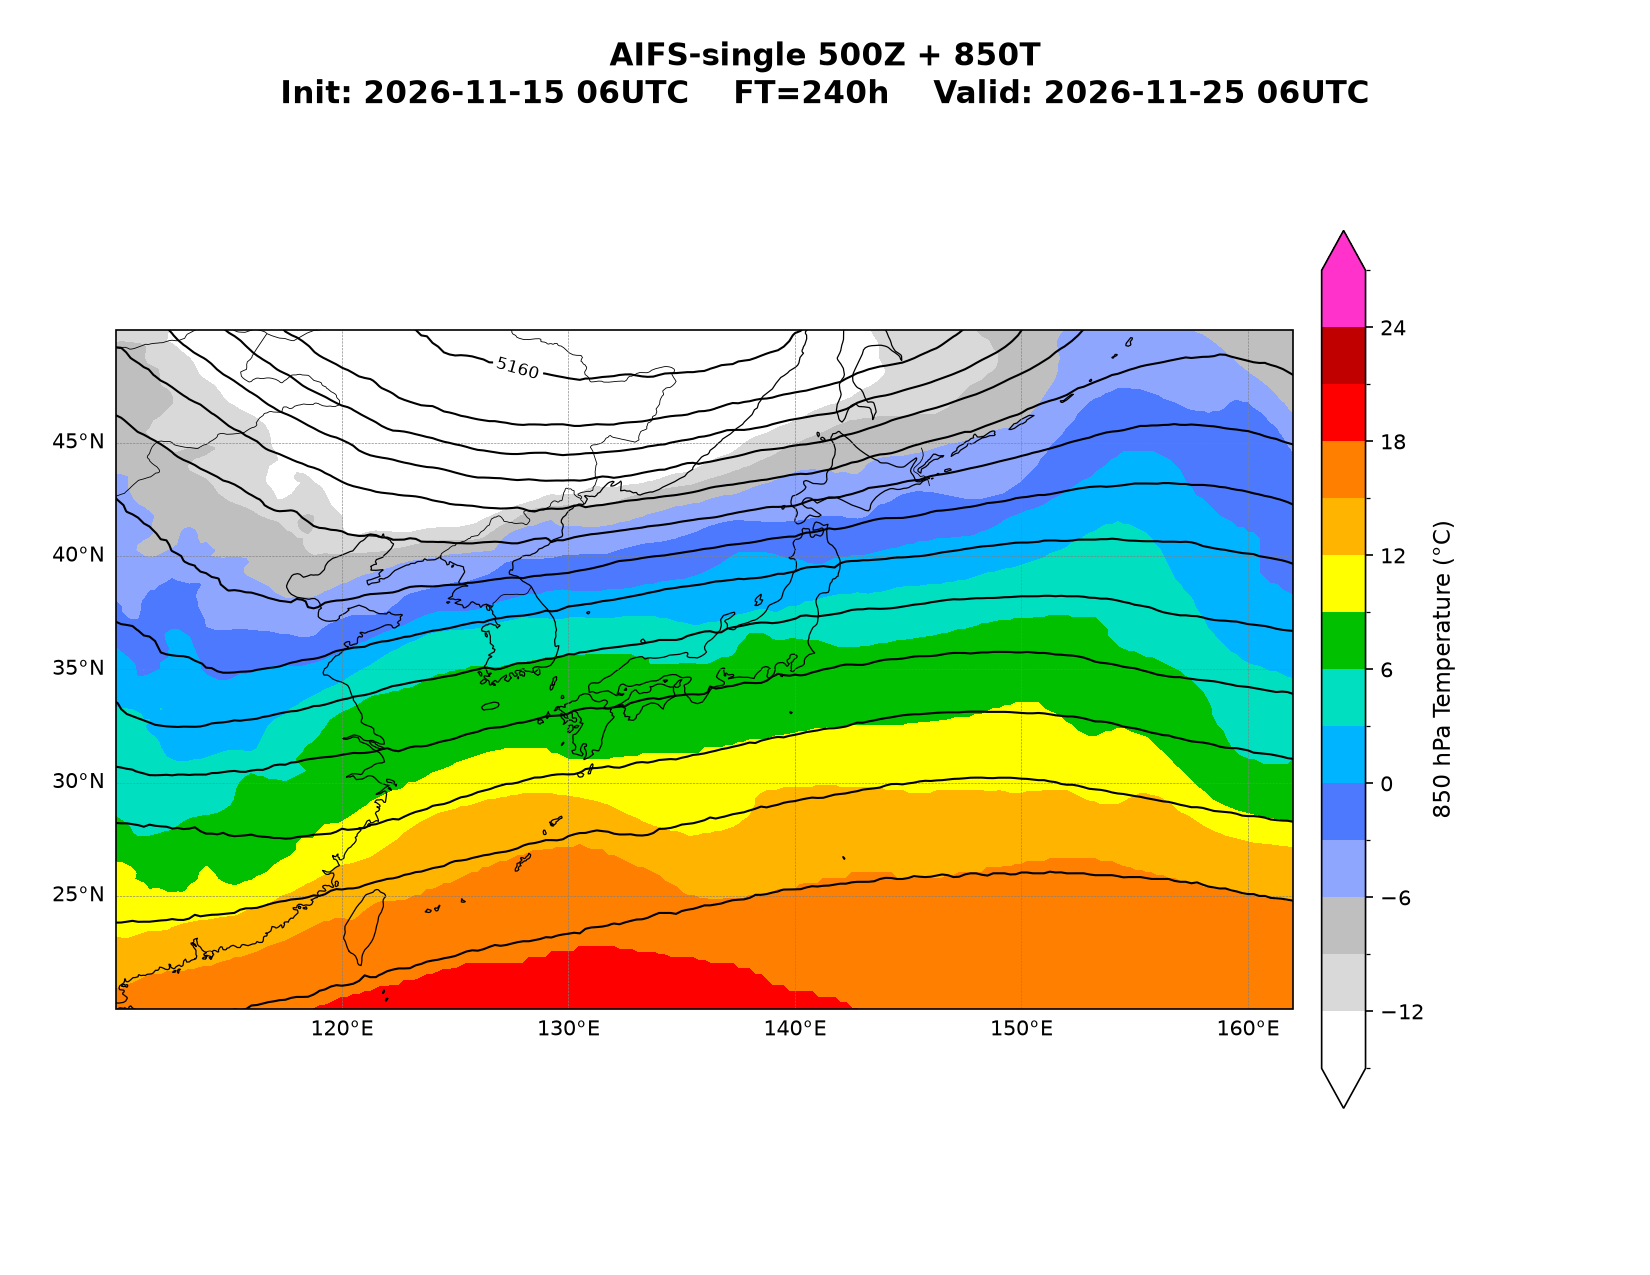 AIFS-single 500Z + 850T
Init: 2026-11-15 06UTC    FT=240h    Valid: 2026-11-25 06UTC
5160
45°N
40°N
35°N
30°N
25°N
120°E
130°E
140°E
150°E
160°E
24
18
12
6
0
−6
−12
850 hPa Temperature (°C)